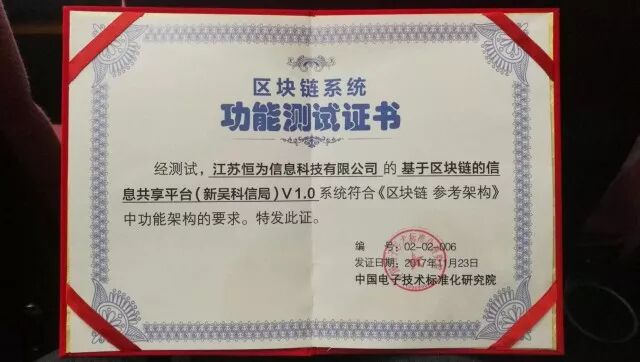 区块链系统
功能测试证书
经测试，江苏恒为信息科技有限公司的基于区块链的信
息共享平台（新吴科信局）V1.0系统符合《区块链 参考架构》
中功能架构的要求。特发此证。
编 号：02-02-006
发证日期：2017年11月23日
中国电子技术标准化研究院